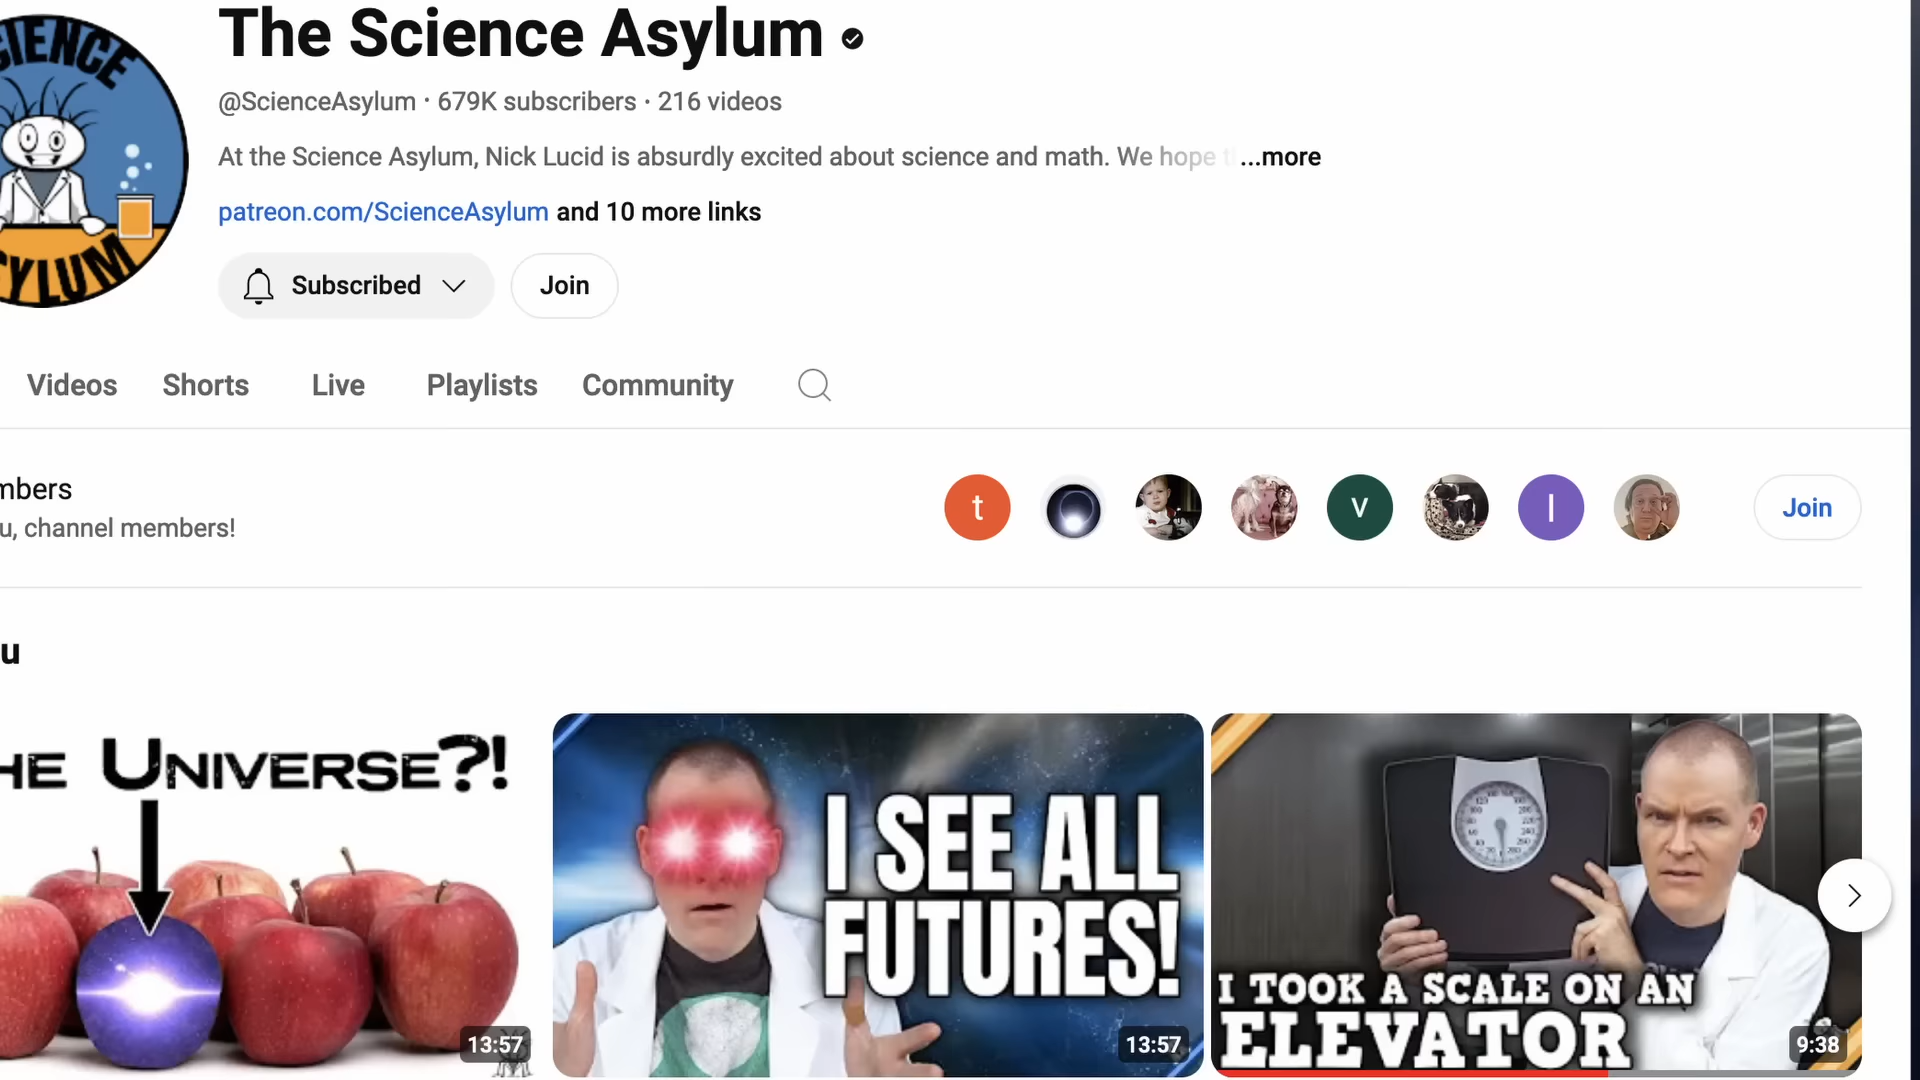 The Science Asylum
@ScienceAsylum · 679K subscribers · 216 videos
At the Science Asylum, Nick Lucid is absurdly excited about science and math. We hope ...more
patreon.com/ScienceAsylum and 10 more links
Subscribed
Join
Videos
Shorts
Live
Playlists
Community
mbers
u, channel members!
t
v
l
Join
u
HE UNIVERSE?!
13:57
I SEE ALL
FUTURES!
13:57
I TOOK A SCALE ON AN
ELEVATOR
9:38